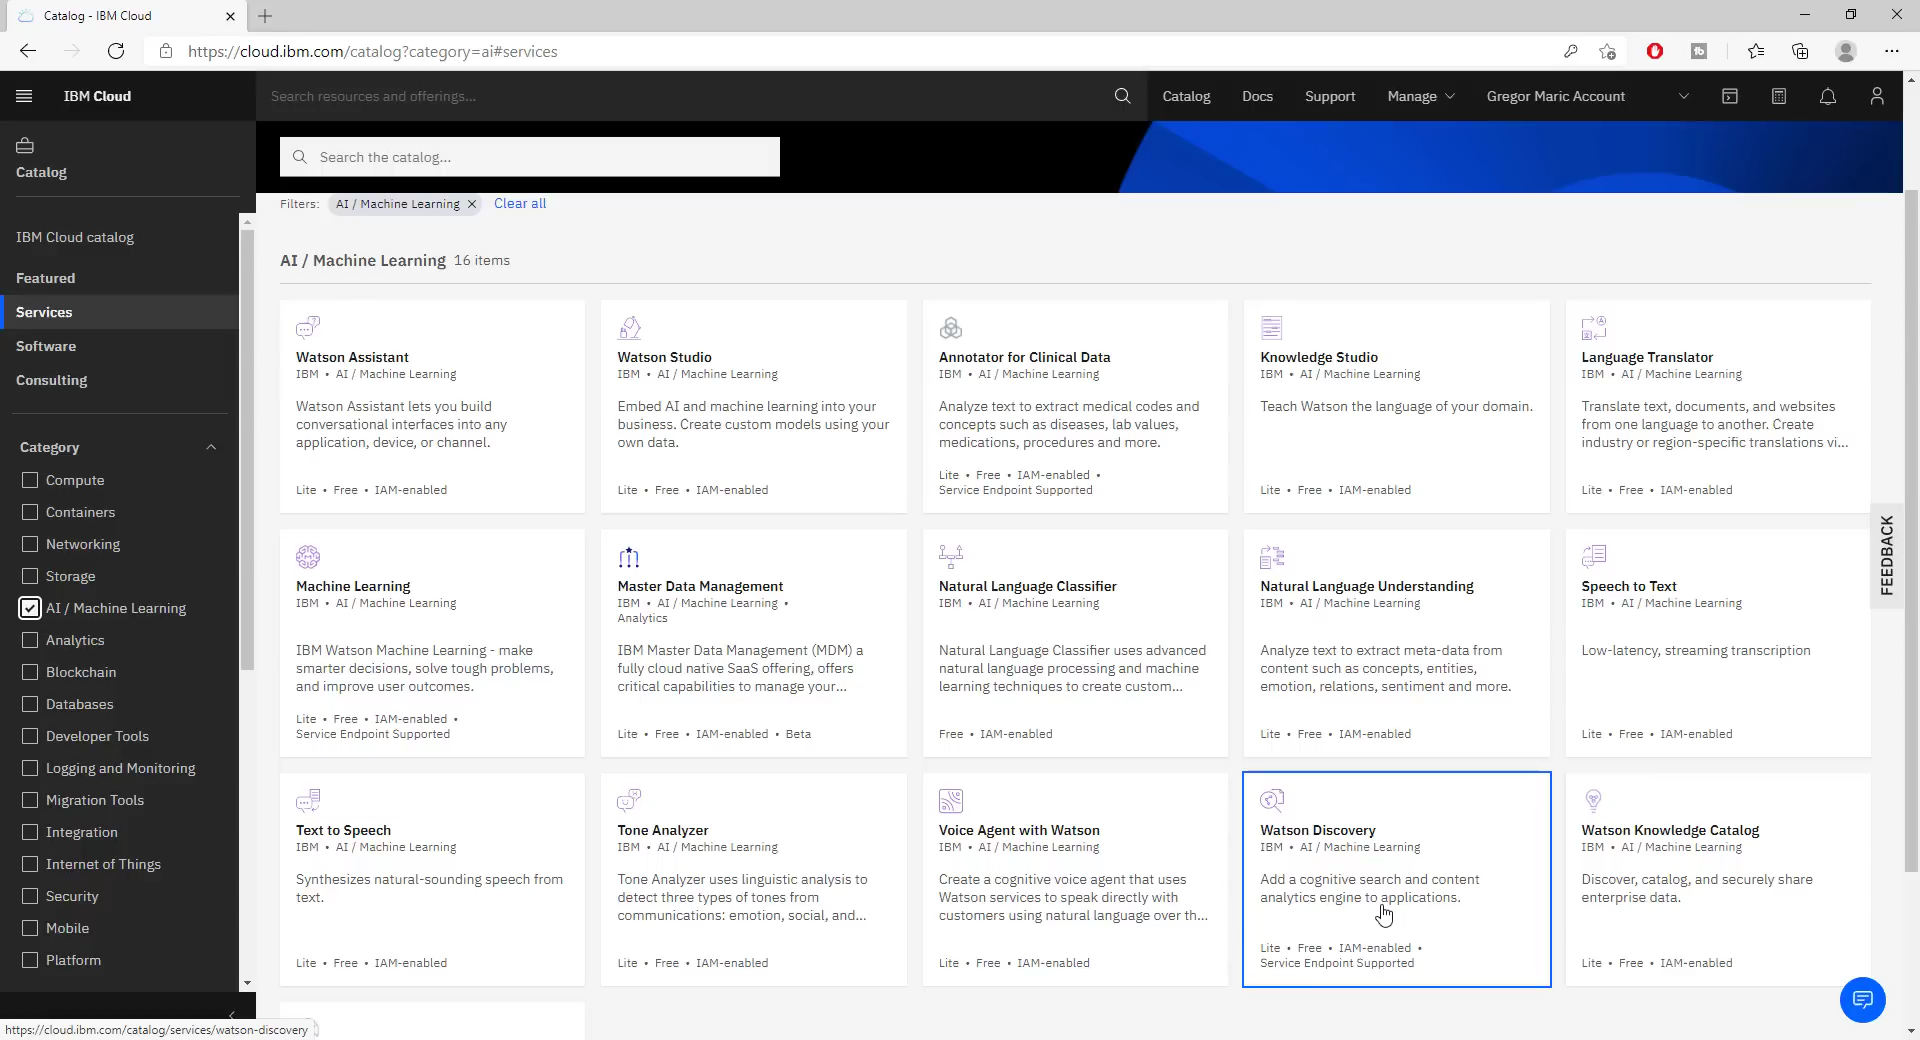 Catalog - IBM Cloud
https://cloud.ibm.com/catalog?category=ai#services
IBM Cloud
Search resources and offerings...
Catalog
Docs
Support
Manage
Gregor Maric Account
Catalog
IBM Cloud catalog
Featured
Services
Software
Consulting
Category
Compute
Containers
Networking
Storage
AI / Machine Learning
Analytics
Blockchain
Databases
Developer Tools
Logging and Monitoring
Migration Tools
Integration
Internet of Things
Security
Mobile
Platform
Search the catalog...
Filters: AI / Machine Learning Clear all
AI / Machine Learning 16 items
Watson Assistant
IBM • AI / Machine Learning
Watson Assistant lets you build
conversational interfaces into any
application, device, or channel.
Lite • Free • IAM-enabled
Watson Studio
IBM • AI / Machine Learning
Embed AI and machine learning into your
business. Create custom models using your
own data.
Lite • Free • IAM-enabled
Annotator for Clinical Data
IBM • AI / Machine Learning
Analyze text to extract medical codes and
concepts such as diseases, lab values,
medications, procedures and more.
Lite • Free • IAM-enabled •
Service Endpoint Supported
Knowledge Studio
IBM • AI / Machine Learning
Teach Watson the language of your domain.
Lite • Free • IAM-enabled
Language Translator
IBM • AI / Machine Learning
Translate text, documents, and websites
from one language to another. Create
industry or region-specific translations vi...
Lite • Free • IAM-enabled
Machine Learning
IBM • AI / Machine Learning
IBM Watson Machine Learning - make
smarter decisions, solve tough problems,
and improve user outcomes.
Lite • Free • IAM-enabled •
Service Endpoint Supported
Master Data Management
IBM • AI / Machine Learning •
Analytics
IBM Master Data Management (MDM) a
fully cloud native SaaS offering, offers
critical capabilities to manage your...
Lite • Free • IAM-enabled • Beta
Natural Language Classifier
IBM • AI / Machine Learning
Natural Language Classifier uses advanced
natural language processing and machine
learning techniques to create custom...
Free • IAM-enabled
Natural Language Understanding
IBM • AI / Machine Learning
Analyze text to extract meta-data from
content such as concepts, entities,
emotion, relations, sentiment and more.
Lite • Free • IAM-enabled
Speech to Text
IBM • AI / Machine Learning
Low-latency, streaming transcription
Lite • Free • IAM-enabled
Text to Speech
IBM • AI / Machine Learning
Synthesizes natural-sounding speech from
text.
Lite • Free • IAM-enabled
Tone Analyzer
IBM • AI / Machine Learning
Tone Analyzer uses linguistic analysis to
detect three types of tones from
communications: emotion, social, and...
Lite • Free • IAM-enabled
Voice Agent with Watson
IBM • AI / Machine Learning
Create a cognitive voice agent that uses
Watson services to speak directly with
customers using natural language over th...
Lite • Free • IAM-enabled
Watson Discovery
IBM • AI / Machine Learning
Add a cognitive search and content
analytics engine to applications.
Lite • Free • IAM-enabled •
Service Endpoint Supported
Watson Knowledge Catalog
IBM • AI / Machine Learning
Discover, catalog, and securely share
enterprise data.
Lite • Free • IAM-enabled
FEEDBACK
https://cloud.ibm.com/catalog/services/watson-discovery